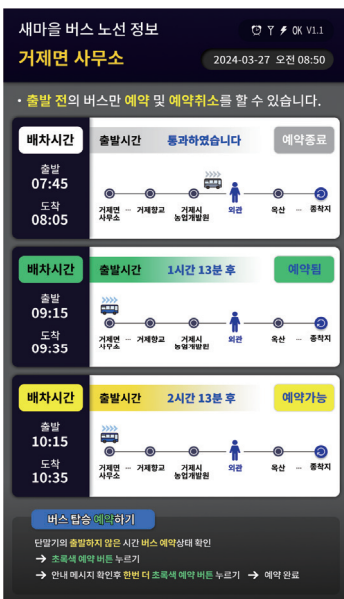 새마을 버스 노선 정보
OK V1.1
거제면 사무소
2024-03-27 오전 08:50
• 출발 전의 버스만 예약 및 예약취소를 할 수 있습니다.
배차시간 출발시간 통과하였습니다 예약종료
출발
07:45
도착
08:05
거제면 사무소 ··· 거제향교 거제시 농업개발원 외관 옥산 ··· 종착지
배차시간 출발시간 1시간 13분 후 예약됨
출발
09:15
도착
09:35
거제면 사무소 ··· 거제향교 거제시 농업개발원 외관 옥산 ··· 종착지
배차시간 출발시간 2시간 13분 후 예약가능
출발
10:15
도착
10:35
거제면 사무소 ··· 거제향교 거제시 농업개발원 외관 옥산 ··· 종착지
버스 탑승 예약하기
단말기의 출발하지 않은 시간 버스 예약상태 확인
→ 초록색 예약 버튼 누르기
→ 안내 메시지 확인후 한번 더 초록색 예약 버튼 누르기 → 예약 완료